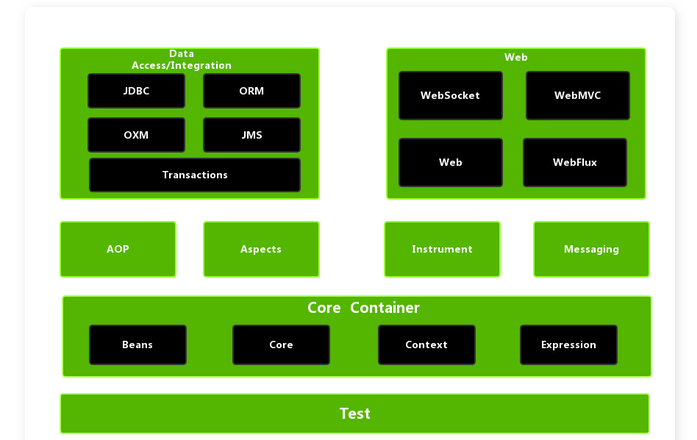 Data
Access/Integration
JDBC
ORM
OXM
JMS
Transactions
Web
WebSocket
WebMVC
Web
WebFlux
AOP
Aspects
Instrument
Messaging
Core Container
Beans
Core
Context
Expression
Test